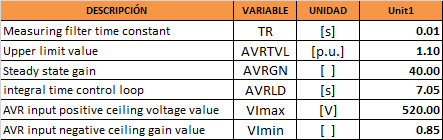 DESCRIPCIÓN VARIABLE UNIDAD Unit1
Measuring filter time constant TR [s] 0.01
Upper limit value AVRTVL [p.u.] 1.10
Steady state gain AVRGN [ ] 40.00
integral time control loop AVRLD [s] 7.05
AVR input positive ceiling voltage value VImax [V] 520.00
AVR input negative ceiling gain value VImin [ ] 0.85